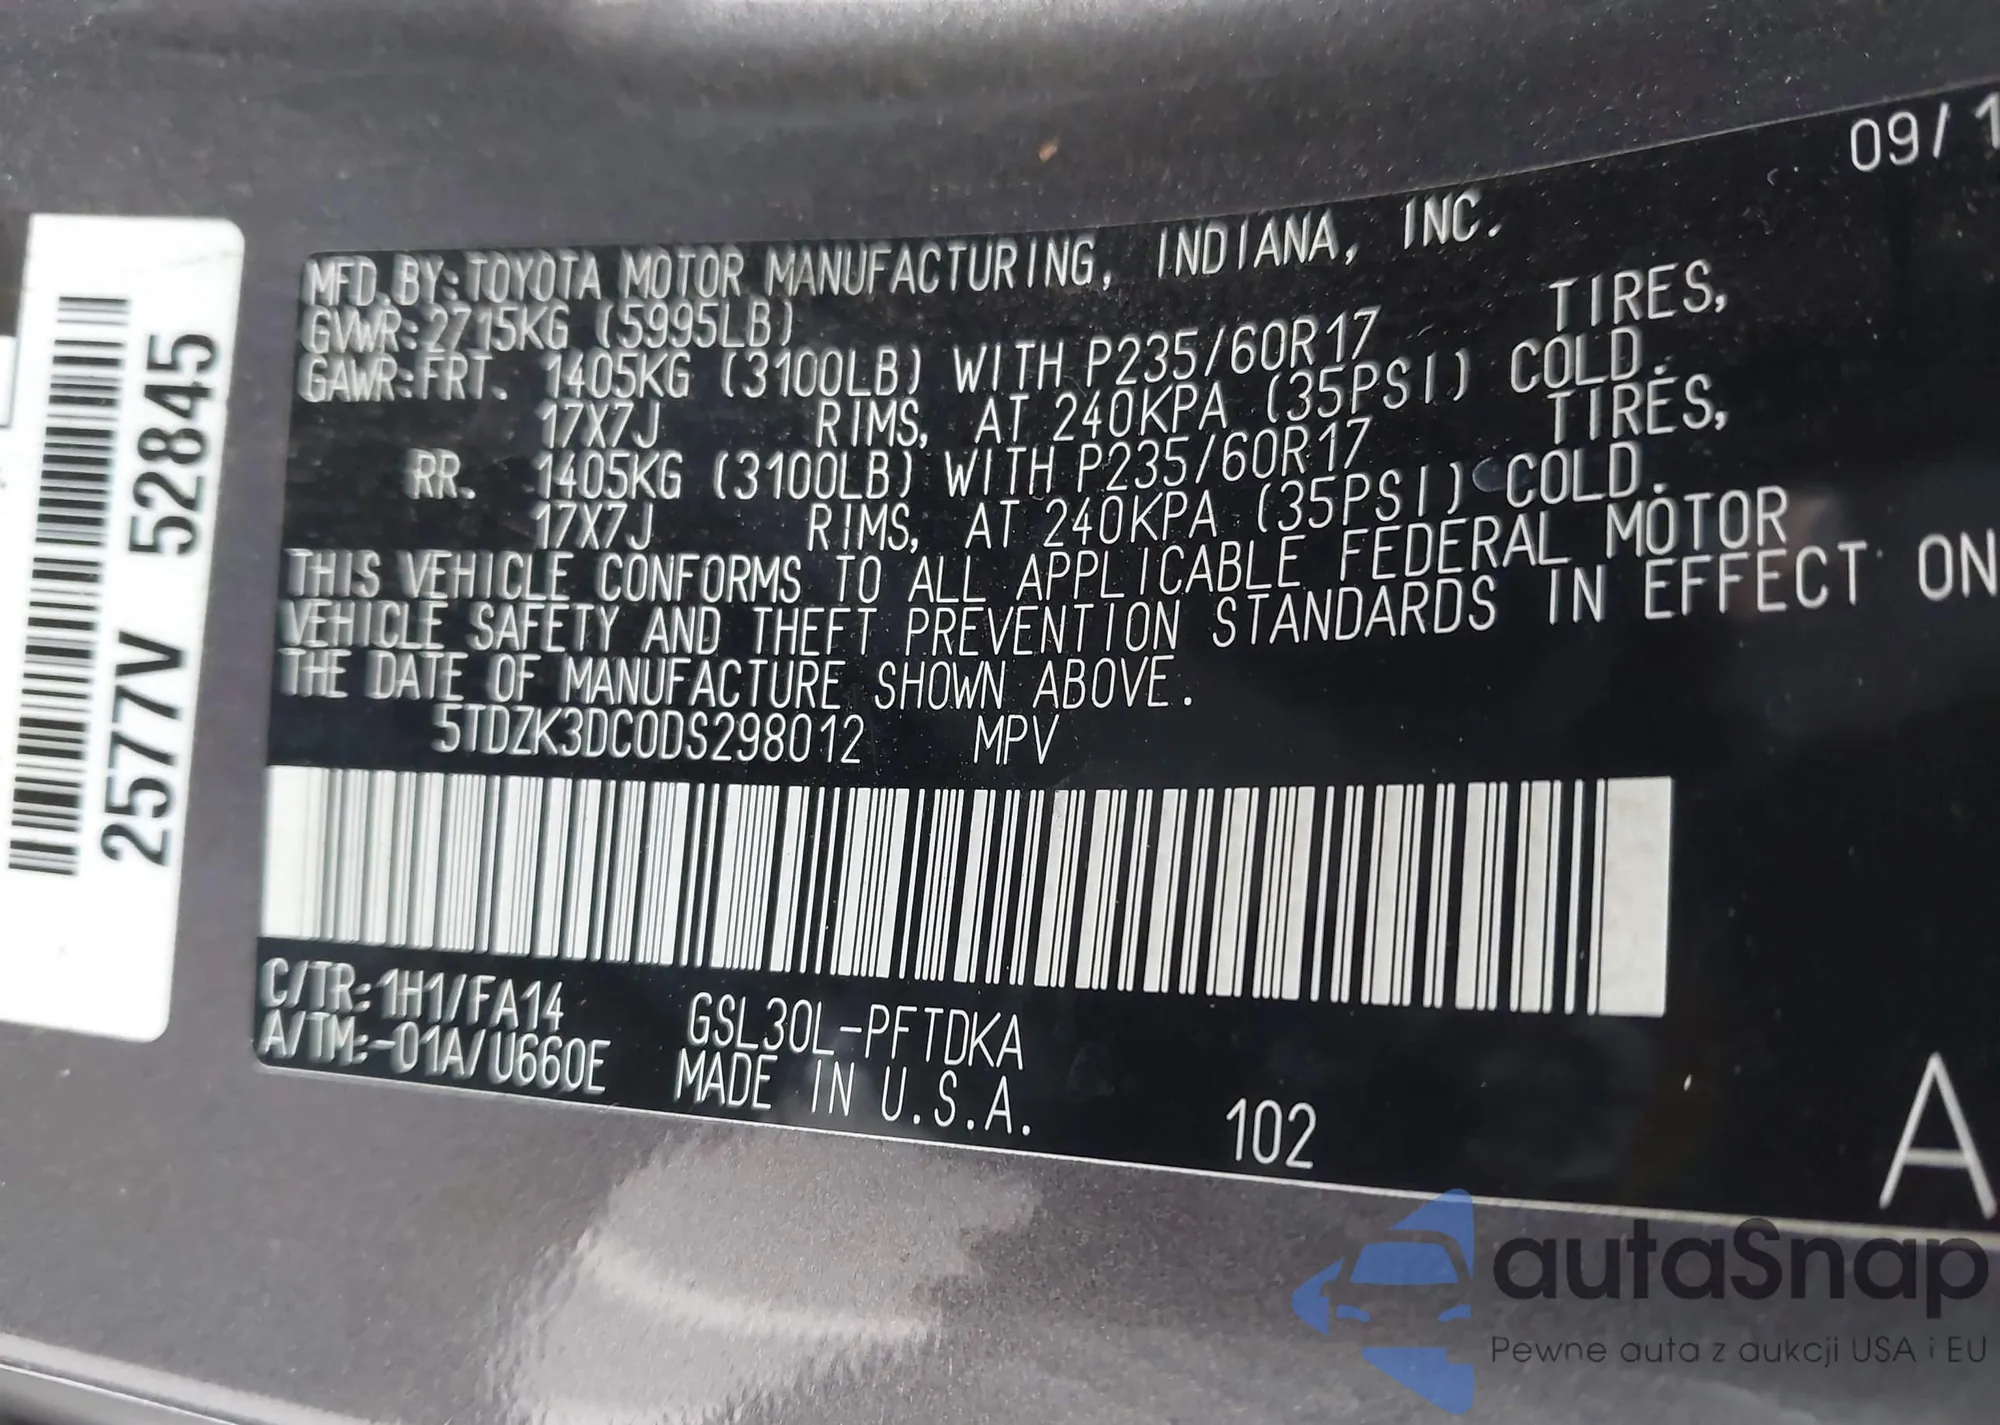 09/1
MFD.BY:TOYOTA MOTOR MANUFACTURING, INDIANA, INC.
GVWR:2715KG (5995LB)
GAWR:FRT. 1405KG (3100LB) WITH P235/60R17 TIRES,
17X7J RIMS, AT 240KPA (35PSI) COLD.
RR. 1405KG (3100LB) WITH P235/60R17 TIRES,
17X7J RIMS, AT 240KPA (35PSI) COLD.
THIS VEHICLE CONFORMS TO ALL APPLICABLE FEDERAL MOTOR
VEHICLE SAFETY AND THEFT PREVENTION STANDARDS IN EFFECT ON
THE DATE OF MANUFACTURE SHOWN ABOVE.
5TDZK3DC0DS298012 MPV
C/TR:1H1/FA14 GSL30L-PFTDKA
A/TM:-01A/U660E MADE IN U.S.A.
102
A
2577V 52845
autaSnap
Pewne auta z aukcji USA i EU